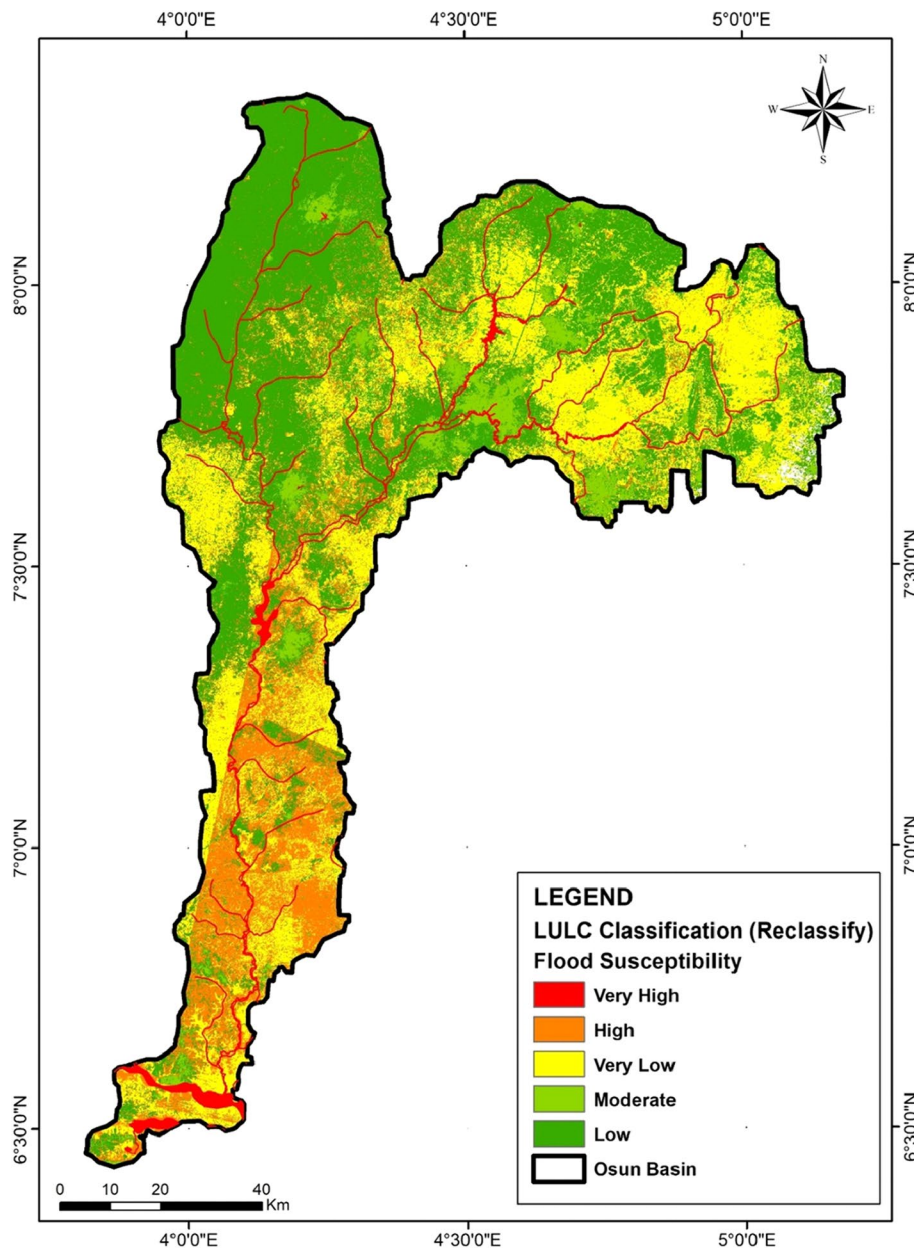 4°0'0"E 4°30'0"E 5°0'0"E
N
W E
S
8°0'0"N 8°0'0"N
7°30'0"N 7°30'0"N
7°0'0"N 7°0'0"N
6°30'0"N 6°30'0"N
LEGEND
LULC Classification (Reclassify)
Flood Susceptibility
Very High
High
Very Low
Moderate
Low
Osun Basin
0 10 20 40
Km
4°0'0"E 4°30'0"E 5°0'0"E